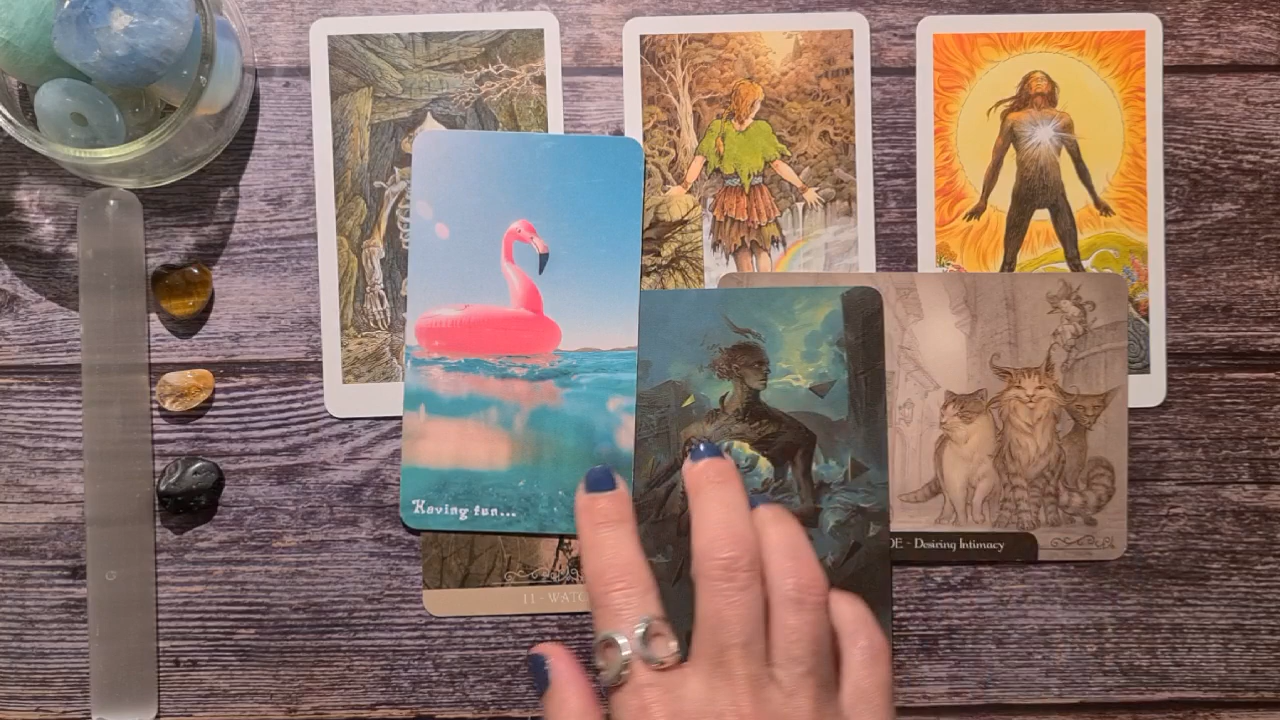 Having fun...
11 - WATC
DE - Desiring Intimacy